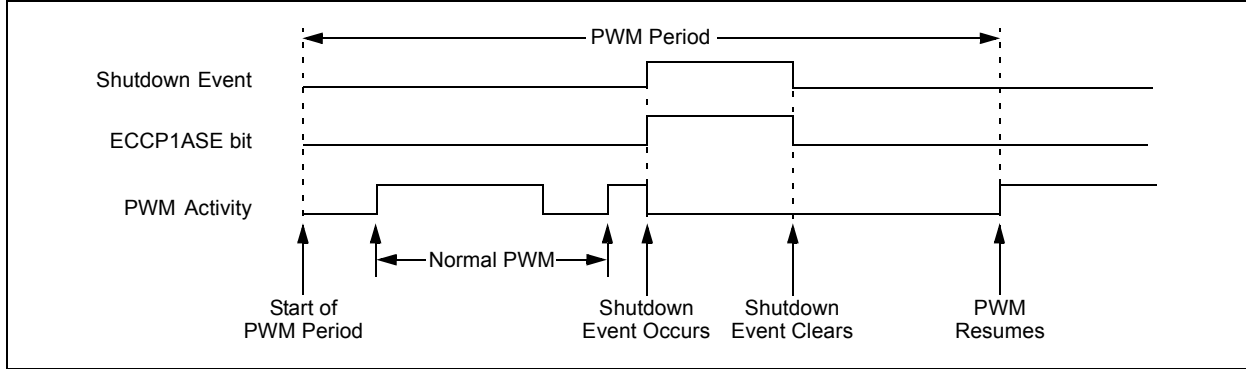 PWM Period
Shutdown Event
ECCP1ASE bit
PWM Activity
Normal PWM
Start of
PWM Period
Shutdown
Event Occurs
Shutdown
Event Clears
PWM
Resumes